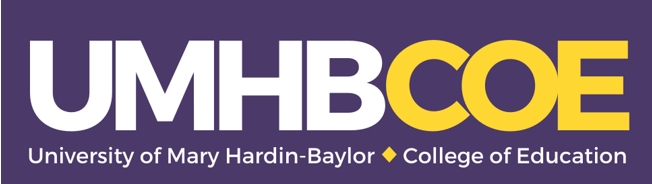 UMHBCOE
University of Mary Hardin-Baylor ◆ College of Education